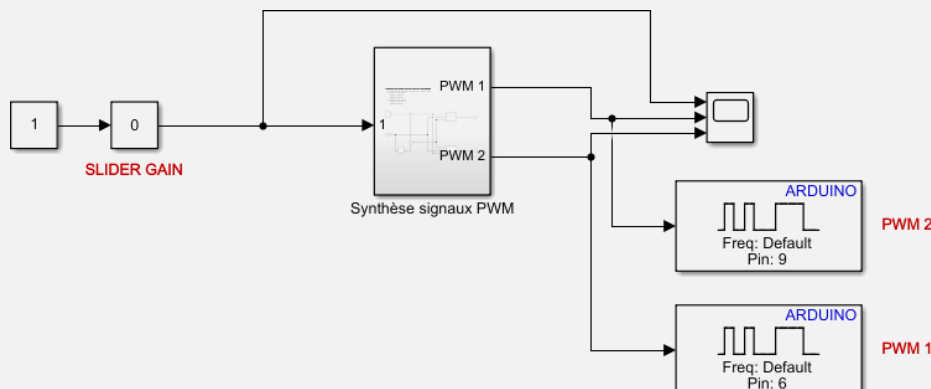 PWM 1
1
0
1
PWM 2
SLIDER GAIN
Synthèse signaux PWM
ARDUINO
Freq: Default
Pin: 9
PWM 2
ARDUINO
Freq: Default
Pin: 6
PWM 1